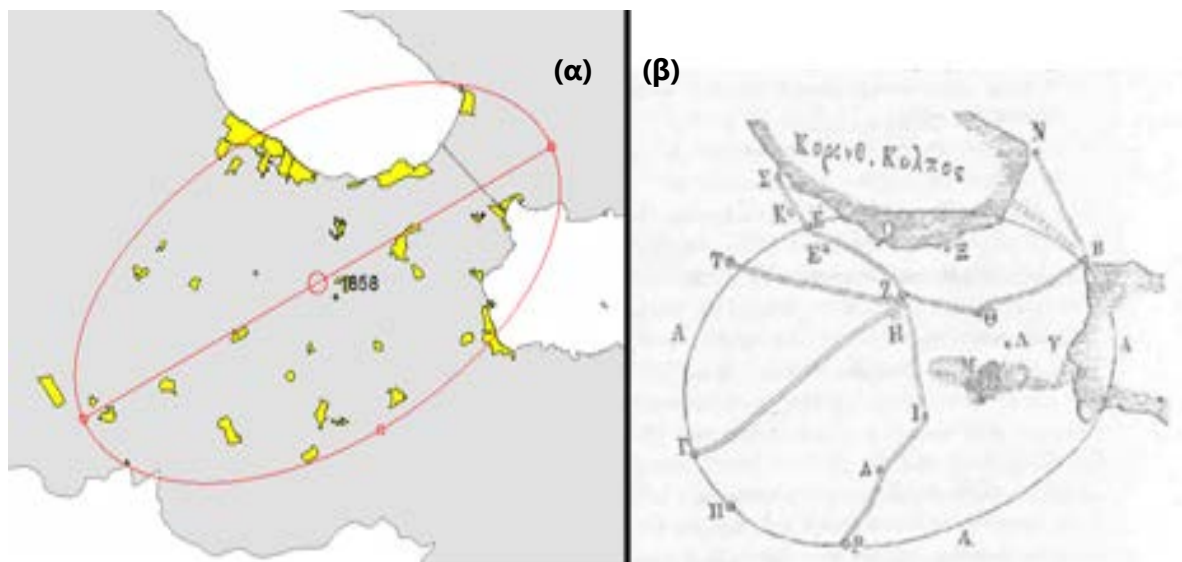 (α)
(β)
1858
Κορινθ. Κολπος
Ν
Σ
Κ
Β
Ε
Ξ
Τ
Ζ
Θ
Η
Α
Λ
Υ
Α
Μ
Ι
Γ
Δ
Π
Ρ
Α